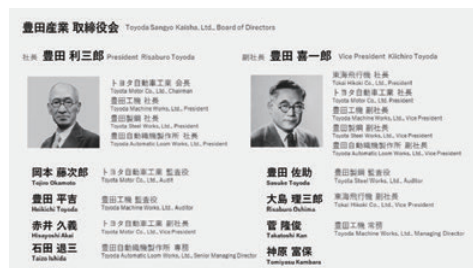 豊田産業 取締役会 Toyoda Sangyo Kaisha, Ltd., Board of Directors
社長 豊田 利三郎 President Risaburo Toyoda
トヨタ自動車工業 会長
Toyota Motor Co., Ltd., Chairman
豊田工機 社長
Toyoda Machine Works, Ltd., President
豊田製鋼 社長
Toyoda Steel Works, Ltd., President
豊田自動織機製作所 社長
Toyoda Automatic Loom Works, Ltd., President
岡本 藤次郎 トヨタ自動車工業 監査役
Tojiro Okamoto Toyota Motor Co., Ltd., Audit
豊田 平吉 豊田工機 監査役
Heikichi Toyoda Toyoda Machine Works, Ltd., Audit
赤井 久義 トヨタ自動車工業 副社長
Hisayoshi Akai Toyota Motor Co., Ltd., Vice President
石田 退三 豊田自動織機製作所 専務
Taizo Ishida Toyoda Automatic Loom Works, Ltd., Senior Managing Director
副社長 豊田 喜一郎 Vice President Kiichiro Toyoda
東海飛行機 社長
Tokai Hikoki Co., Ltd., President
トヨタ自動車工業 社長
Toyota Motor Co., Ltd., President
豊田工機 副社長
Toyoda Machine Works, Ltd., Vice President
豊田製鋼 副社長
Toyoda Steel Works, Ltd., Vice President
豊田自動織機製作所 副社長
Toyoda Automatic Loom Works, Ltd., Vice President
豊田 佐助 豊田製鋼 監査役
Sasuke Toyoda Toyoda Steel Works, Ltd., Auditor
大島 理三郎 東海飛行機 副社長
Risaburo Oshima Tokai Hikoki Co., Ltd., Vice President
菅 隆俊 豊田工機 常務
Takatoshi Kan Toyoda Machine Works, Ltd., Managing Director
神原 富保
Tomiyasu Kambara